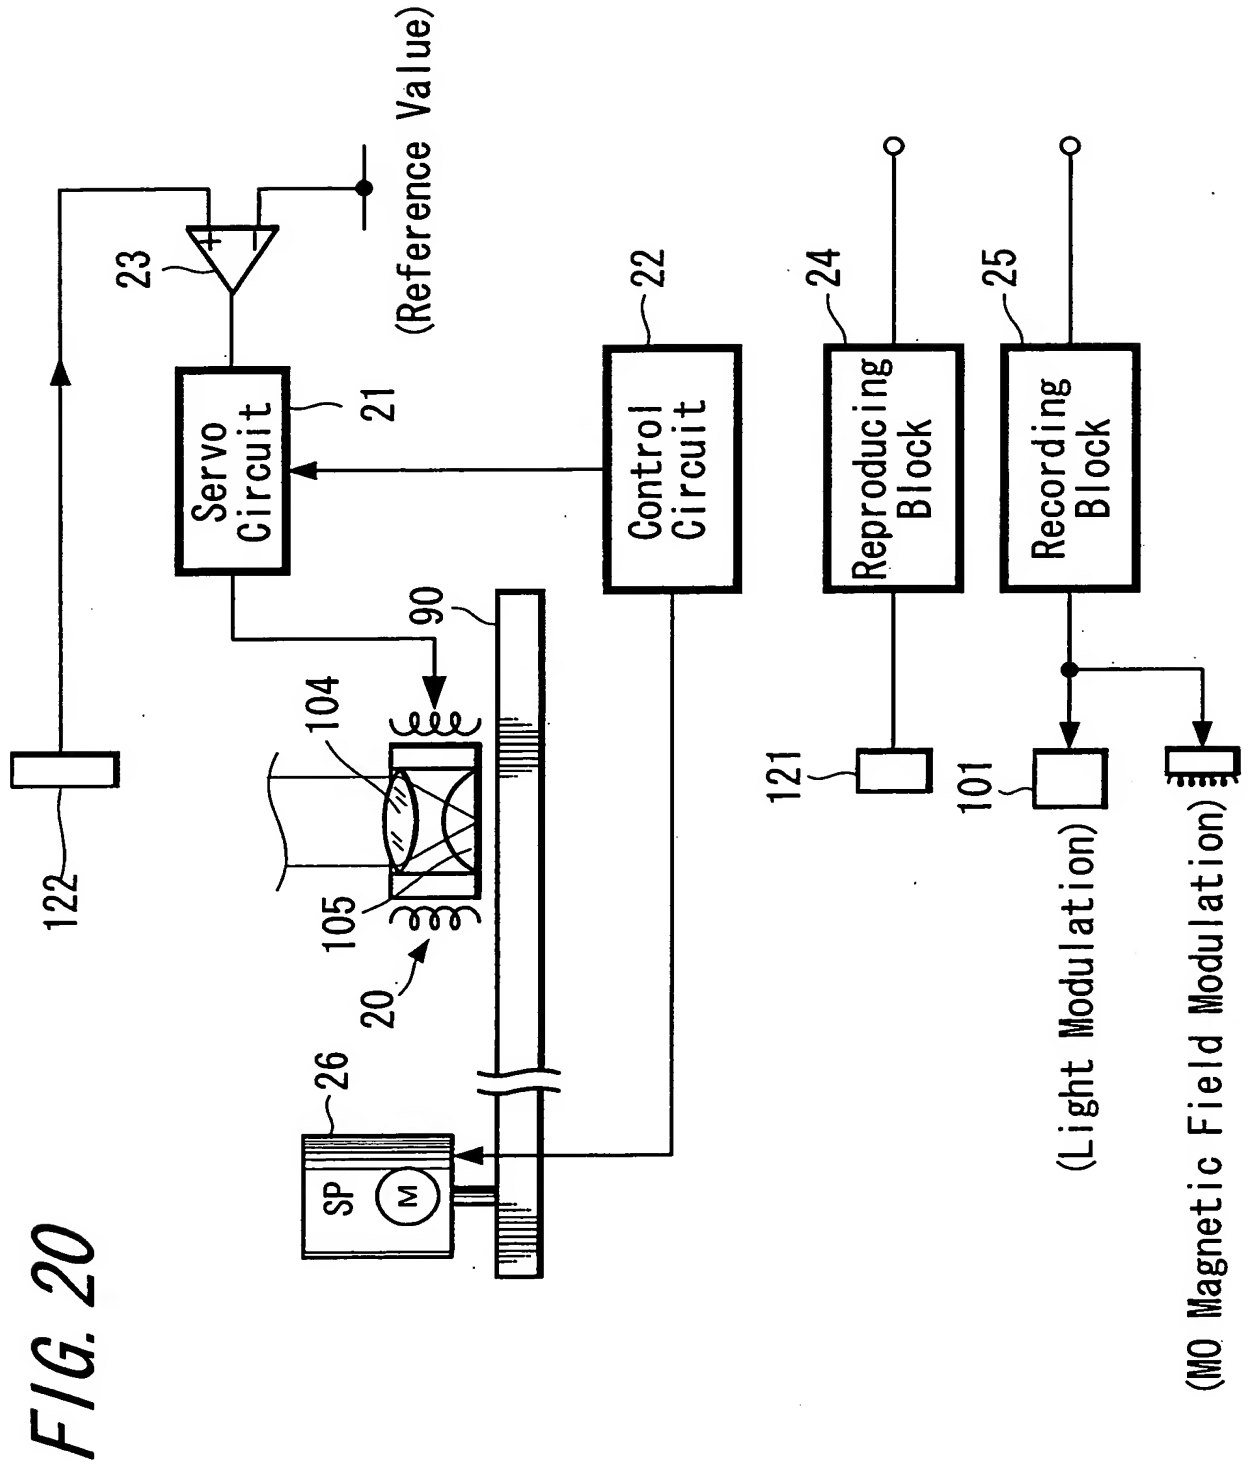 FIG. 20
122
23
+
−
(Reference Value)
Servo
Circuit
21
104
105
20
90
26
SP
M
22
Control
Circuit
121
24
Reproducing
Block
101
25
Recording
Block
(Light Modulation)
(MO Magnetic Field Modulation)